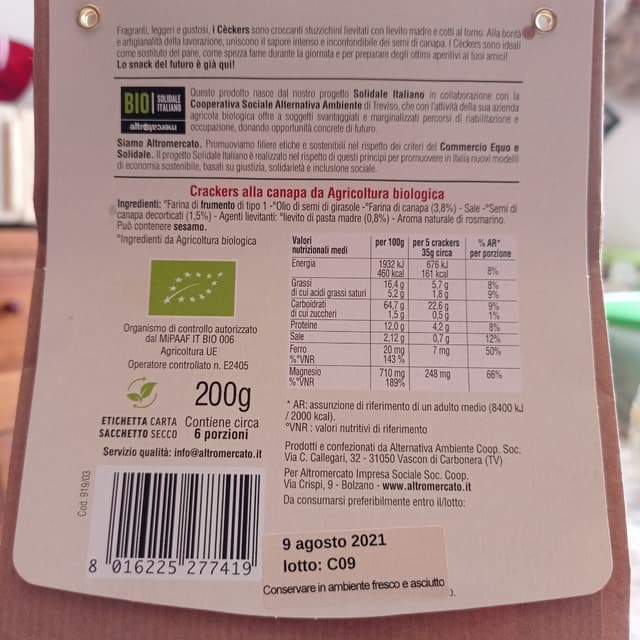 Fragranti, leggeri e gustosi, I Cèckers sono croccanti stuzzichini lievitati con lievito madre e cotti al forno. Alla bontà
e artigianalità della lavorazione, uniscono il sapore intenso e inconfondibile dei semi di canapa. I Ceckers sono ideali
come sostituto del pane, come spezza fame durante la giornata e per preparare degli ottimi aperitivi ai tuoi amici!
Lo snack del futuro è già qui!
BIO SOLIDALE ITALIANO
altromercato
Questo prodotto nasce dal nostro progetto Solidale Italiano in collaborazione con la
Cooperativa Sociale Alternativa Ambiente di Treviso, che con l'attività della sua azienda
agricola biologica offre a soggetti svantaggiati e marginalizzati percorsi di riabilitazione e
occupazione, donando opportunità concrete di futuro.
Siamo Altromercato. Promuoviamo filiere etiche e sostenibili nel rispetto dei criteri del Commercio Equo e
Solidale. Il progetto Solidale Italiano è realizzato nel rispetto di questi principi per promuovere in Italia nuovi modelli
di economia sostenibile, basati su giustizia, solidarietà e inclusione sociale.
Crackers alla canapa da Agricoltura biologica
Ingredienti: °Farina di frumento di tipo 1 -°Olio di semi di girasole -°Farina di canapa (3,8%) - Sale -°Semi di
canapa decorticati (1,5%) - Agenti lievitanti: °lievito di pasta madre (0,8%) - Aroma naturale di rosmarino.
Può contenere sesamo.
°Ingredienti da Agricoltura biologica
Organismo di controllo autorizzato
dal MiPAAF IT BIO 006
Agricoltura UE
Operatore controllato n. E2405
200g
ETICHETTA CARTA
SACCHETTO SECCO
Contiene circa
6 porzioni
Servizio qualità: info@altromercato.it
Cod. 919/03
8 016225 277419
Valori nutrizionali medi per 100g per 5 crackers 35g circa % AR* per porzione
Energia 1932 kJ 676 kJ
460 kcal 161 kcal 8%
Grassi 16,4 g 5,7 g 8%
di cui acidi grassi saturi 5,2 g 1,8 g 9%
Carboidrati 64,7 g 22,6 g 9%
di cui zuccheri 1,5 g 0,5 g 1%
Proteine 12,0 g 4,2 g 8%
Sale 2,12 g 0,7 g 12%
Ferro 20 mg 7 mg 50%
%°VNR 143 %
Magnesio 710 mg 248 mg 66%
%°VNR 189%
* AR: assunzione di riferimento di un adulto medio (8400 kJ
/ 2000 kcal).
°VNR : valori nutritivi di riferimento
Prodotti e confezionati da Alternativa Ambiente Coop. Soc.
Via C. Callegari, 32 - 31050 Vascon di Carbonera (TV)
Per Altromercato Impresa Sociale Soc. Coop.
Via Crispi, 9 - Bolzano - www.altromercato.it
Da consumarsi preferibilmente entro il/lotto:
9 agosto 2021
lotto: C09
Conservare in ambiente fresco e asciutto